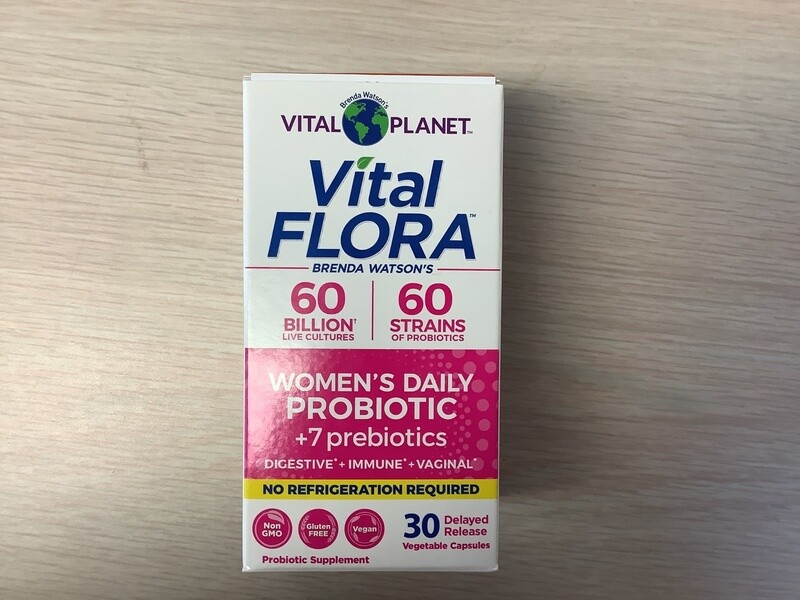 Brenda Watson's
VITAL PLANET™
Vital
FLORA™
BRENDA WATSON'S
60 BILLION† LIVE CULTURES
60 STRAINS OF PROBIOTICS
WOMEN'S DAILY
PROBIOTIC
+7 prebiotics
DIGESTIVE* + IMMUNE* + VAGINAL*
NO REFRIGERATION REQUIRED
Non GMO
Gluten FREE
Vegan
30 Delayed Release
Vegetable Capsules
Probiotic Supplement